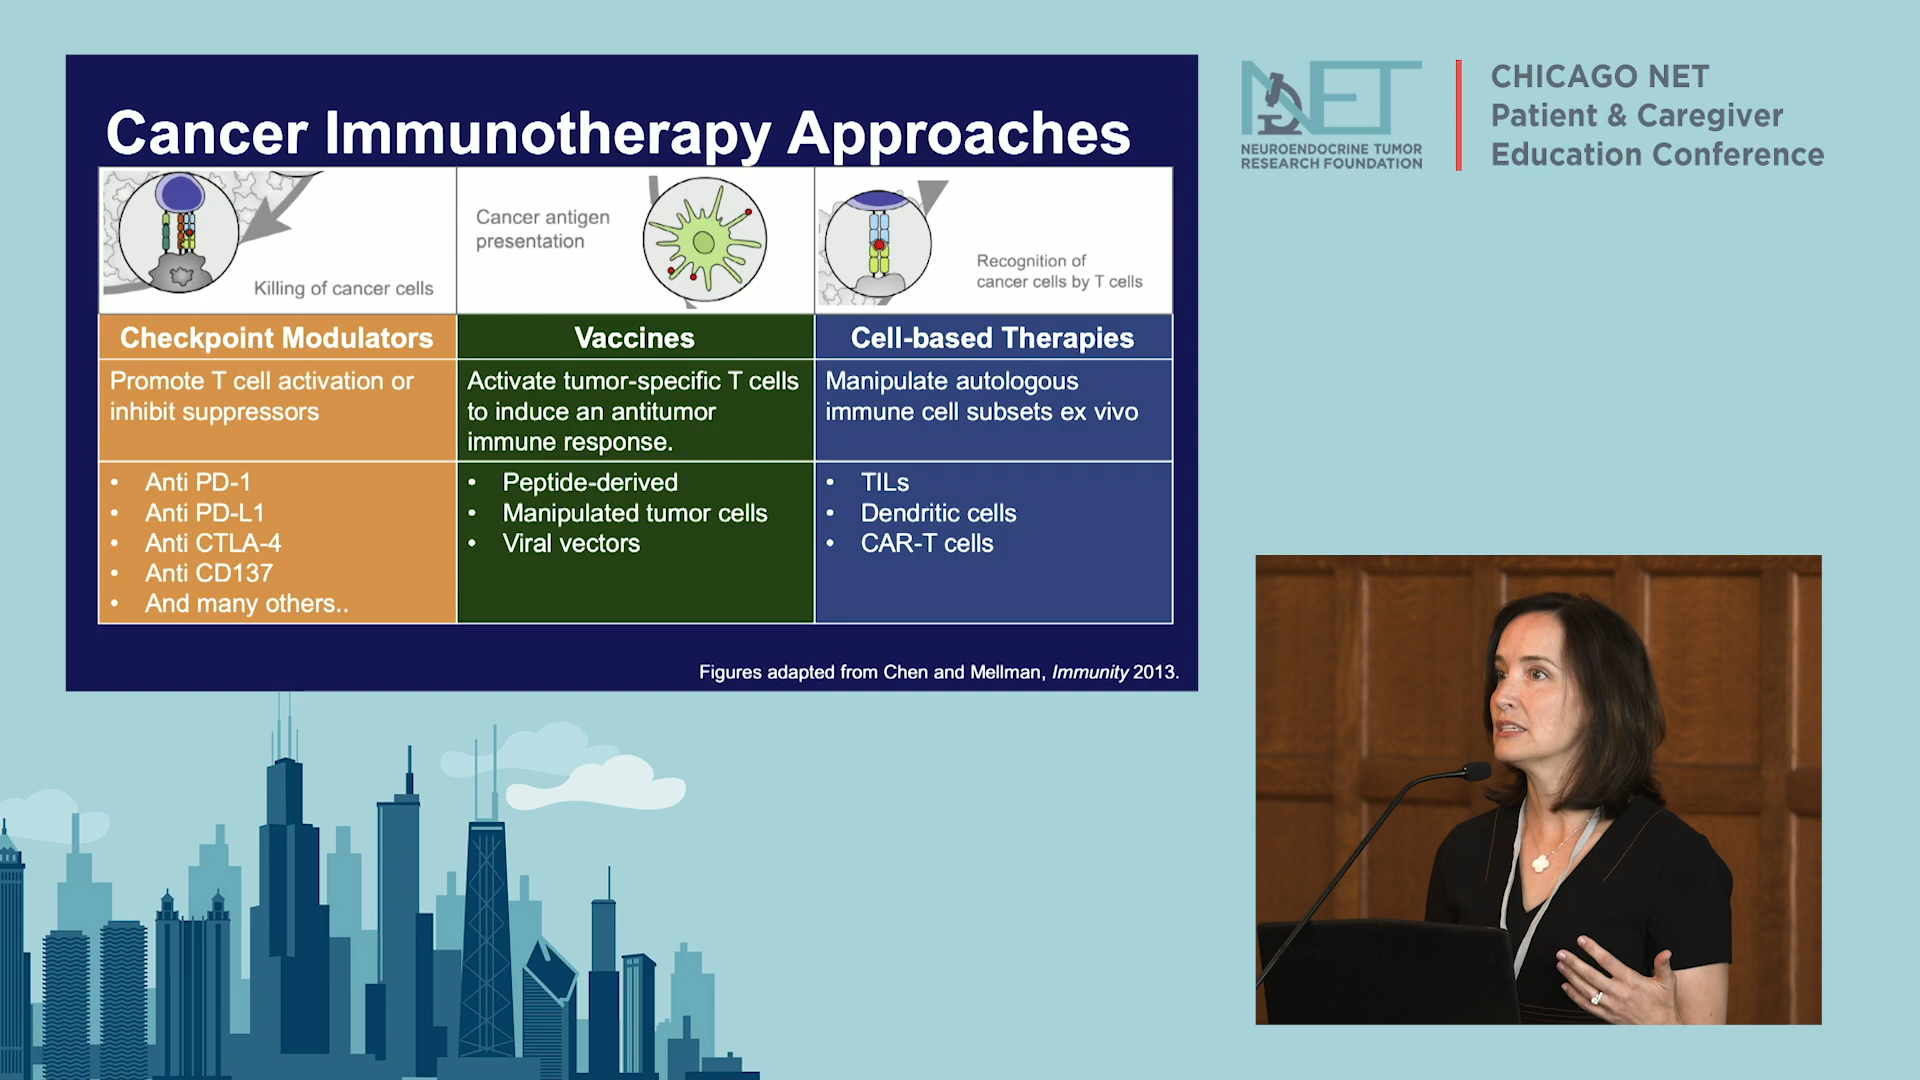 Cancer Immunotherapy Approaches
Killing of cancer cells
Cancer antigen
presentation
Recognition of
cancer cells by T cells
Checkpoint Modulators
Vaccines
Cell-based Therapies
Promote T cell activation or
inhibit suppressors
Activate tumor-specific T cells
to induce an antitumor
immune response.
Manipulate autologous
immune cell subsets ex vivo
• Anti PD-1
• Anti PD-L1
• Anti CTLA-4
• Anti CD137
• And many others..
• Peptide-derived
• Manipulated tumor cells
• Viral vectors
• TILs
• Dendritic cells
• CAR-T cells
Figures adapted from Chen and Mellman, Immunity 2013.
NET
NEUROENDOCRINE TUMOR
RESEARCH FOUNDATION
CHICAGO NET
Patient & Caregiver
Education Conference